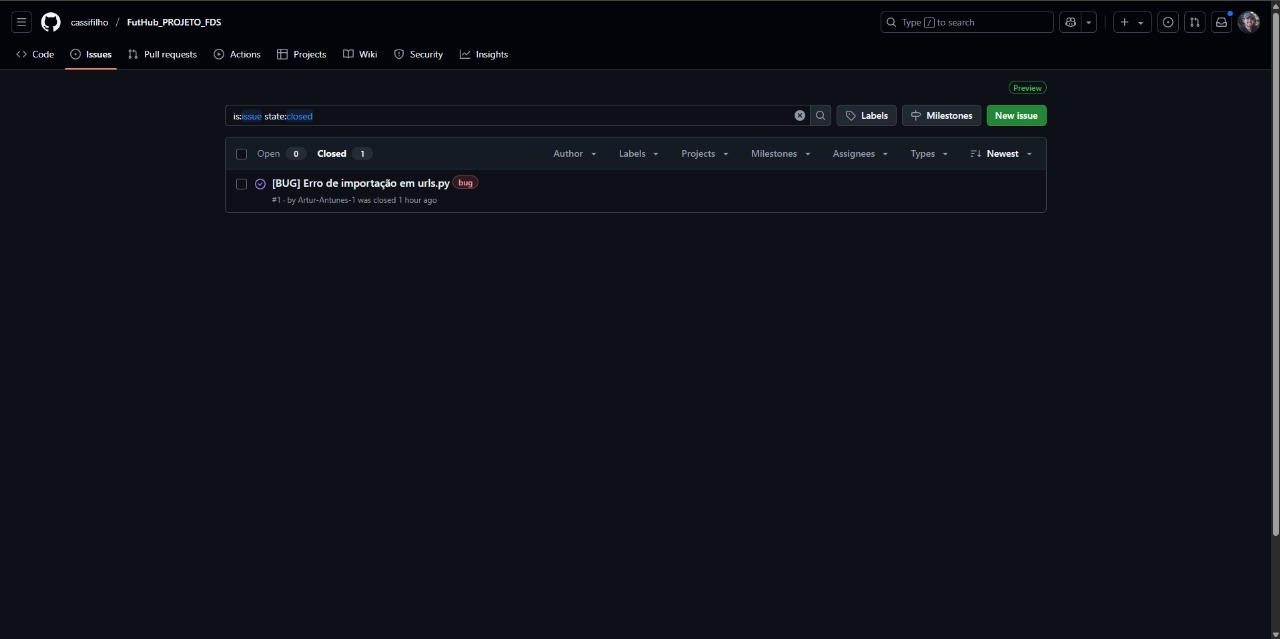 cassifilho / FutHub_PROJETO_FDS
Type / to search
Code Issues Pull requests Actions Projects Wiki Security Insights
Preview
is:issue state:closed
Labels Milestones New issue
Open 0 Closed 1 Author Labels Projects Milestones Assignees Types Newest
[BUG] Erro de importação em urls.py bug
#1 · by Artur-Antunes-1 was closed 1 hour ago